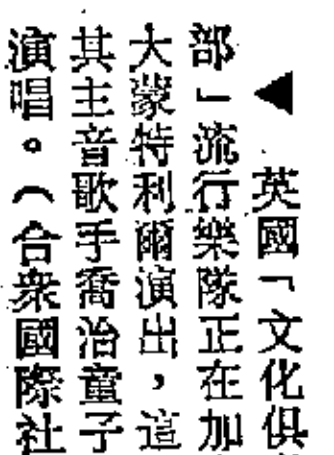 ◀英國「文化俱
部」流行樂隊正在加
大蒙特利爾演出，這
其主音歌手喬治童子
演唱。（合衆國際社